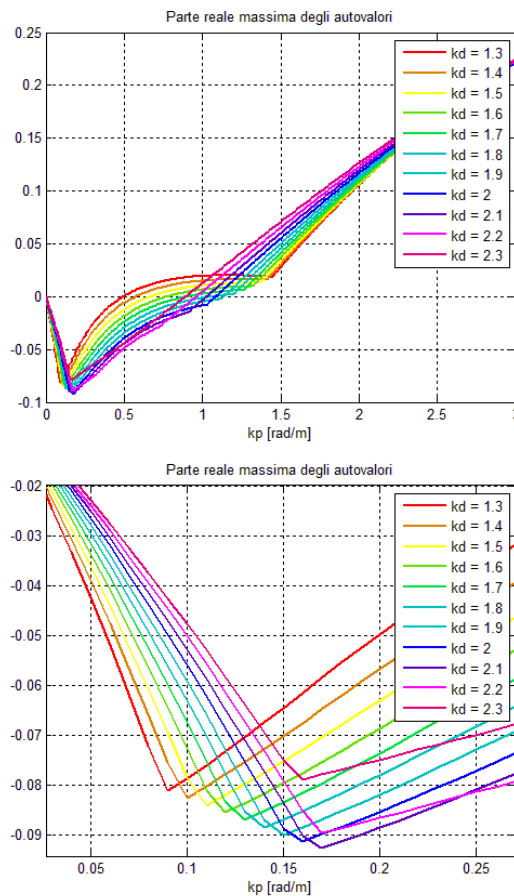 Parte reale massima degli autovalori
0.25
0.2
0.15
0.1
0.05
0
-0.05
-0.1
0
0.5
1
1.5
2
2.5
3
kp [rad/m]
kd = 1.3
kd = 1.4
kd = 1.5
kd = 1.6
kd = 1.7
kd = 1.8
kd = 1.9
kd = 2
kd = 2.1
kd = 2.2
kd = 2.3
Parte reale massima degli autovalori
-0.02
-0.03
-0.04
-0.05
-0.06
-0.07
-0.08
-0.09
0.05
0.1
0.15
0.2
0.25
kp [rad/m]
kd = 1.3
kd = 1.4
kd = 1.5
kd = 1.6
kd = 1.7
kd = 1.8
kd = 1.9
kd = 2
kd = 2.1
kd = 2.2
kd = 2.3